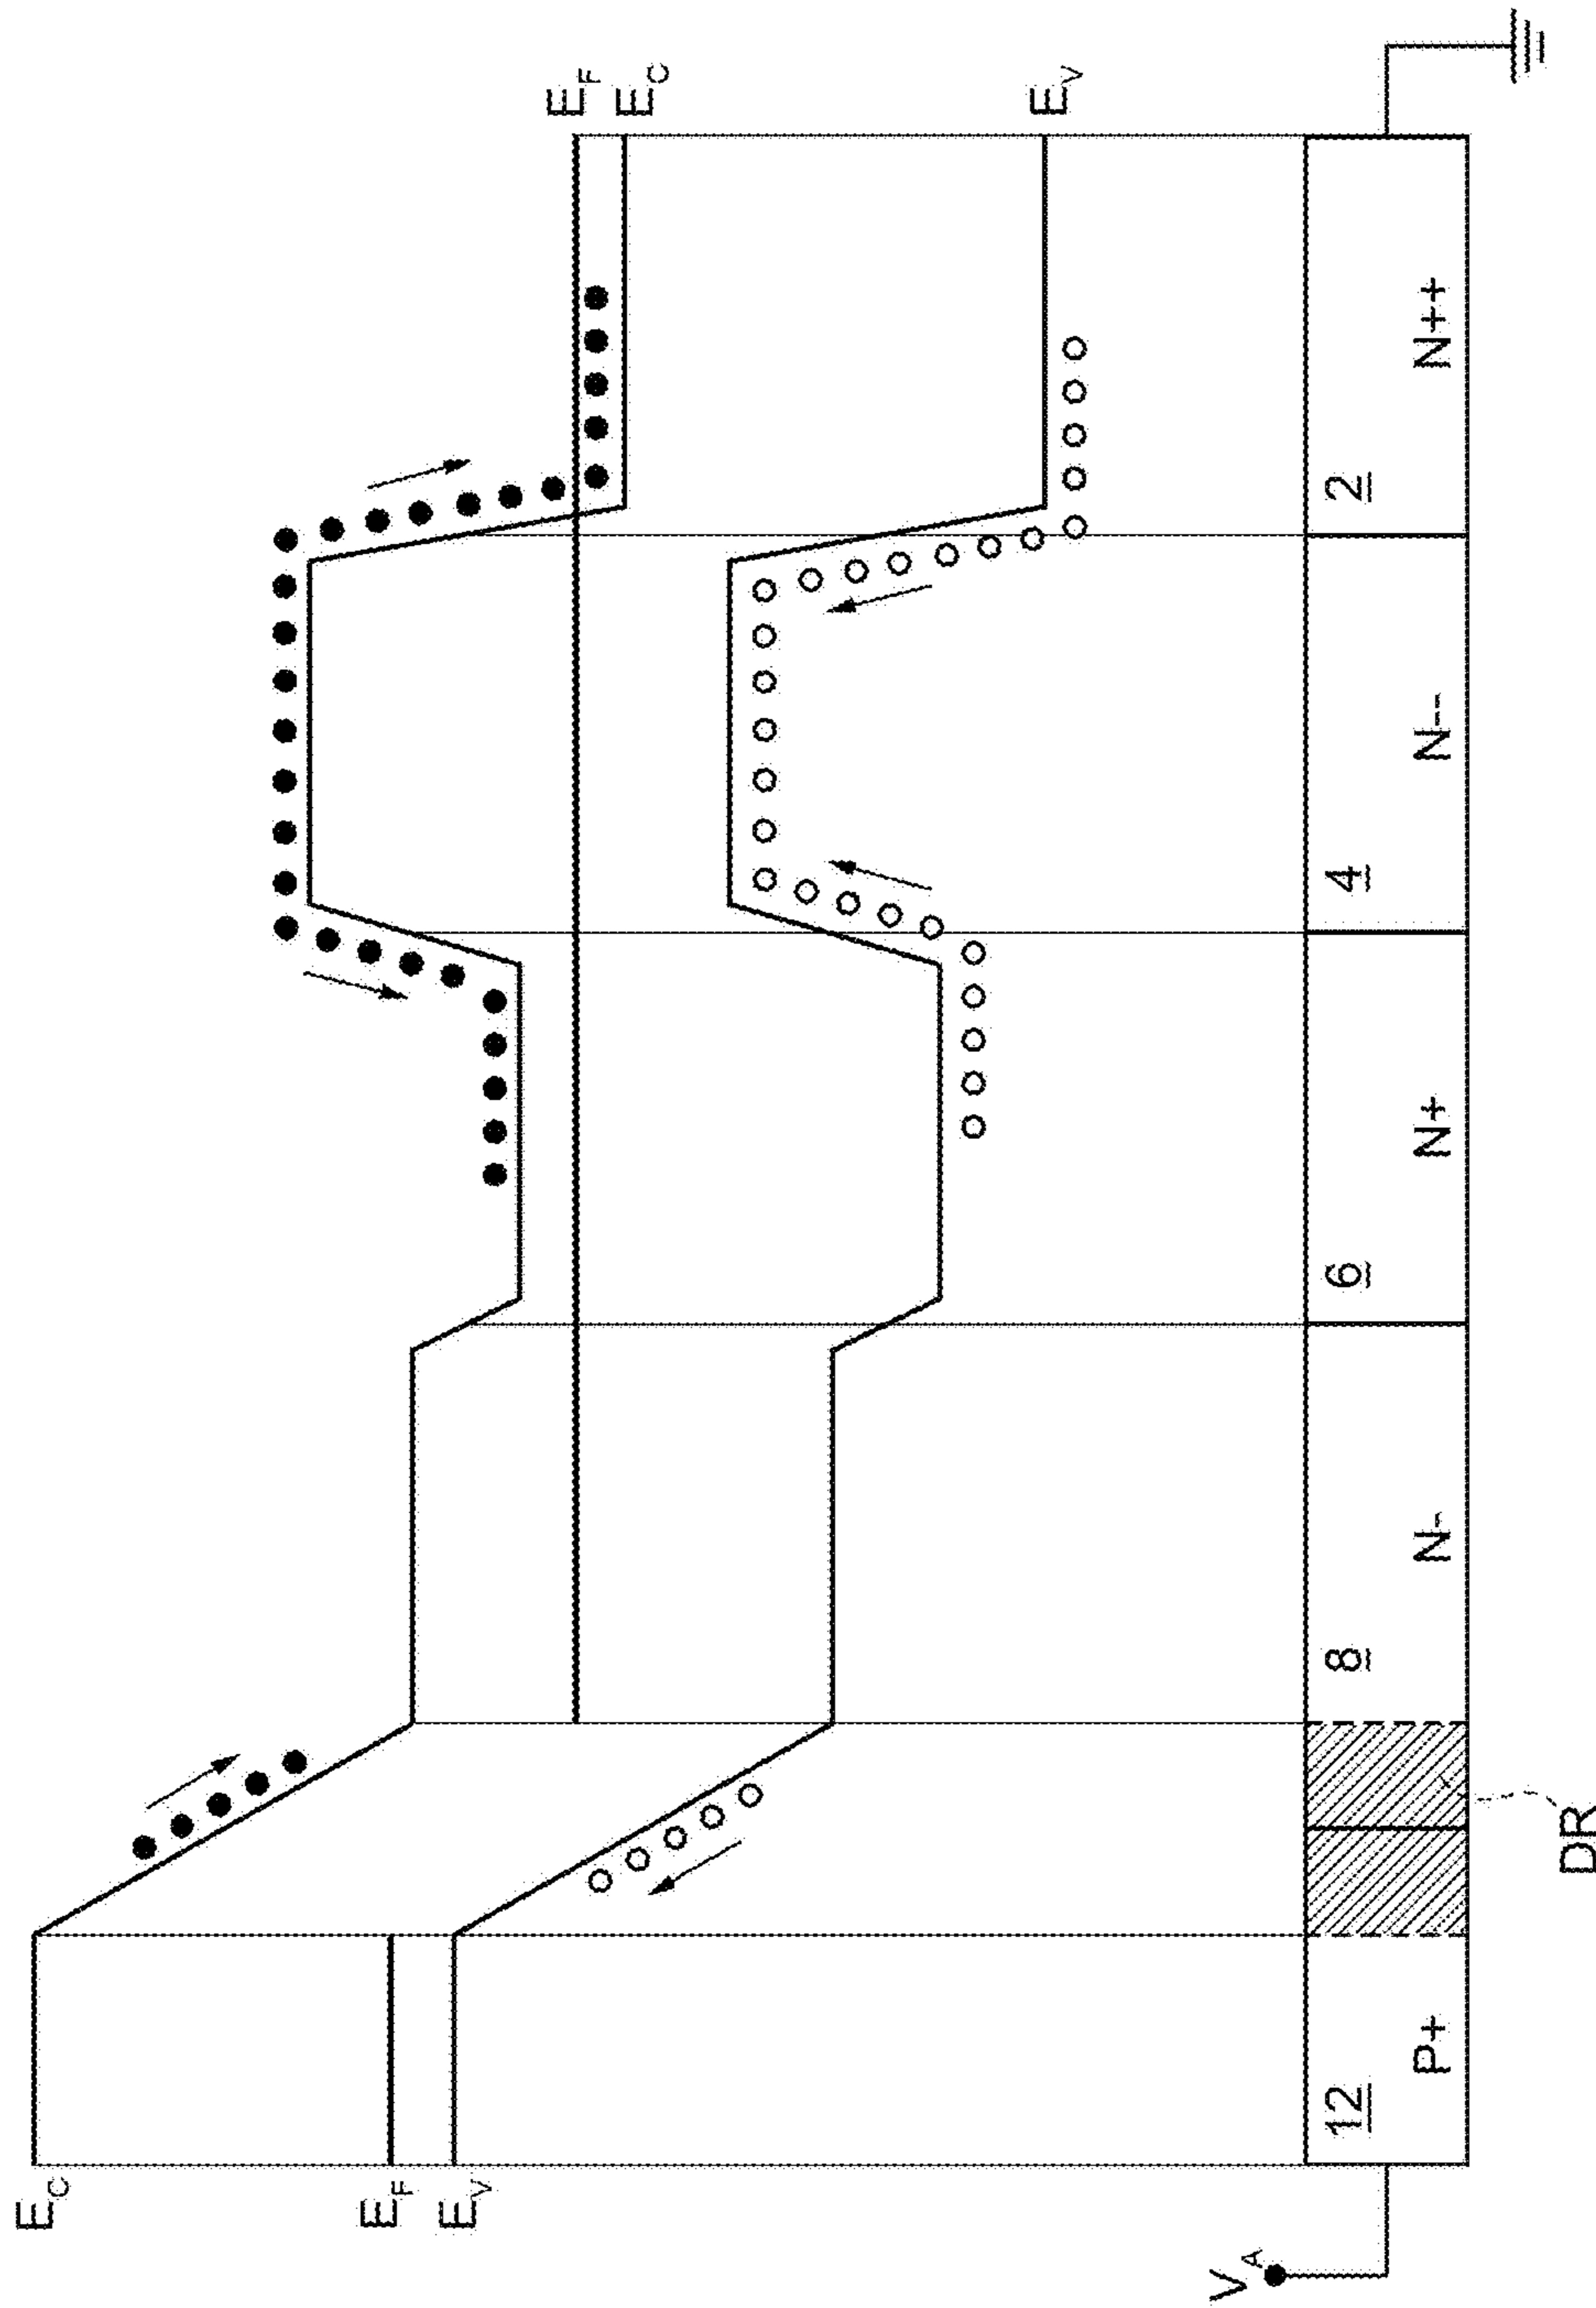 E_C
E_F
E_V
E_F
E_C
E_V
12
8
6
4
2
P+
N-
N+
N--
N++
V_A
DR